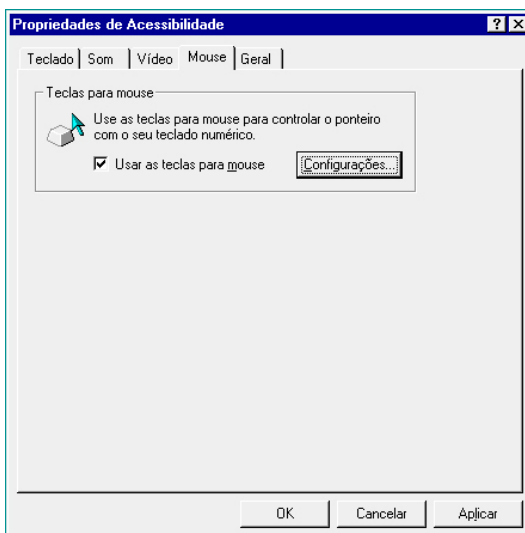 Propriedades de Acessibilidade
Teclado Som Vídeo Mouse Geral
Teclas para mouse
Use as teclas para mouse para controlar o ponteiro
com o seu teclado numérico.
Usar as teclas para mouse Configurações...
OK Cancelar Aplicar